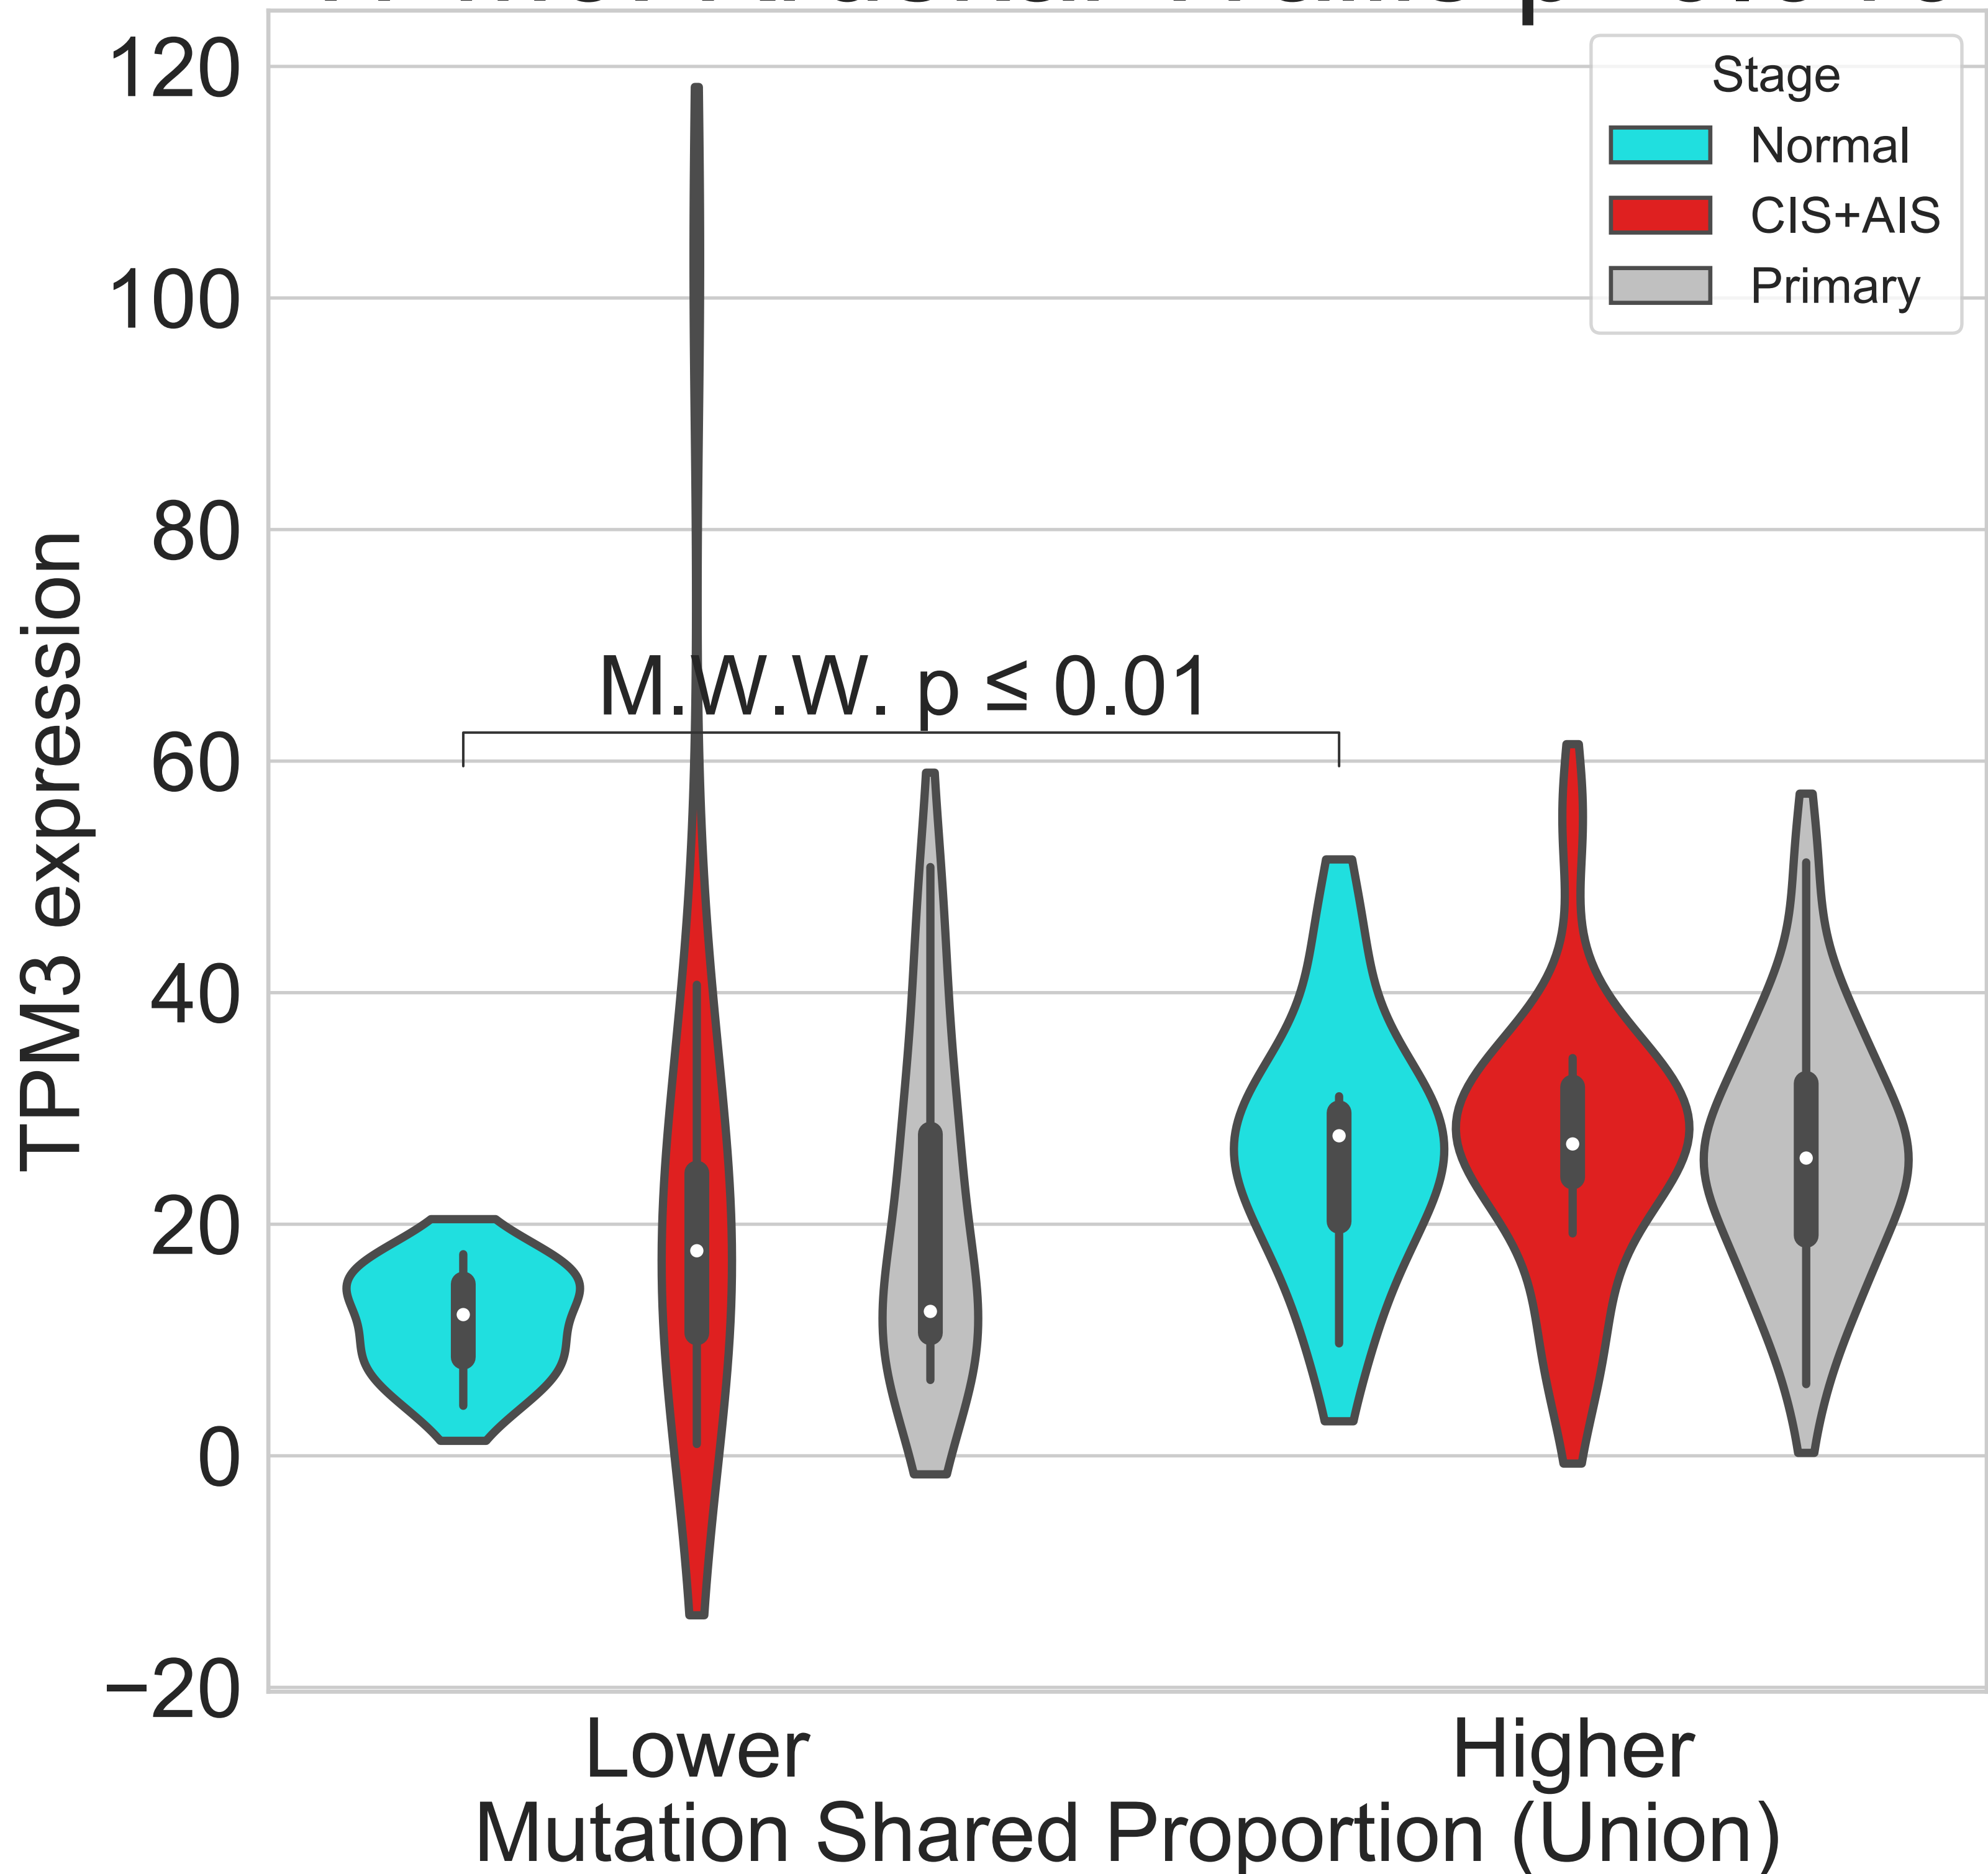 120
100
80
60
40
20
0
−20
TPM3 expression
Stage
Normal
CIS+AIS
Primary
M.W.W. p ≤ 0.01
Lower
Higher
Mutation Shared Proportion (Union)